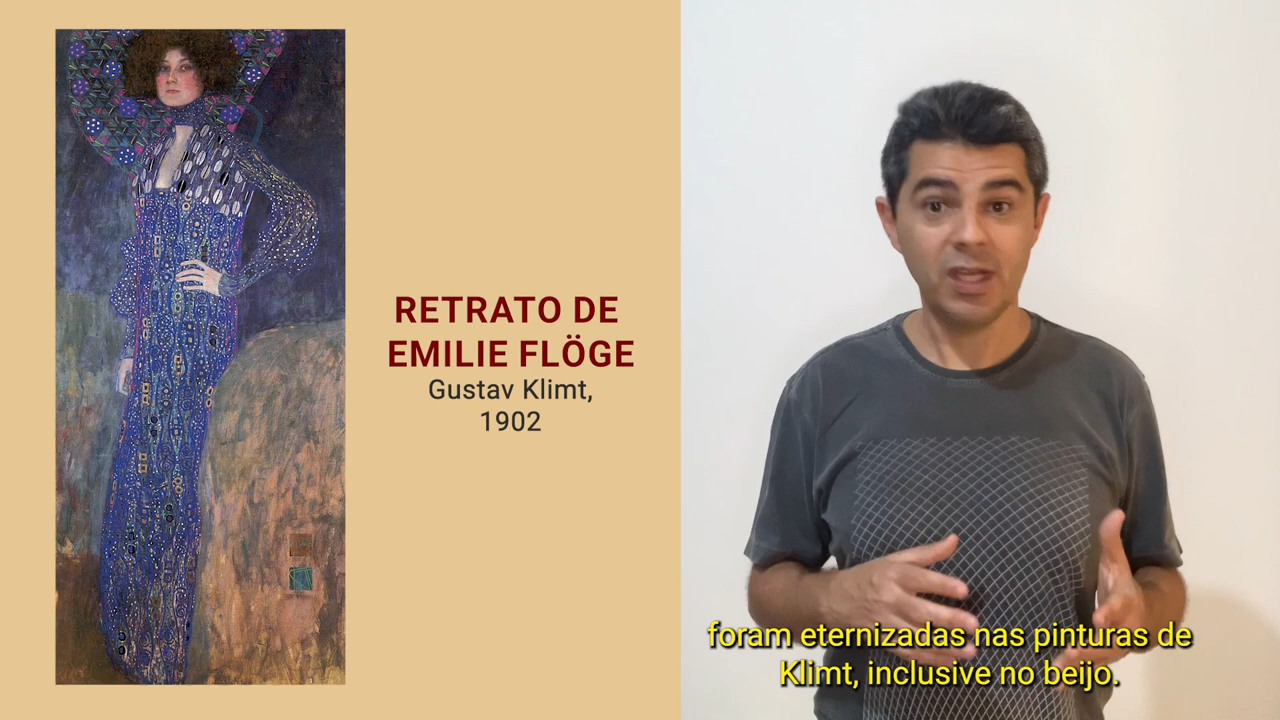 RETRATO DE
EMILIE FLÖGE
Gustav Klimt,
1902
foram eternizadas nas pinturas de
Klimt, inclusive no beijo.